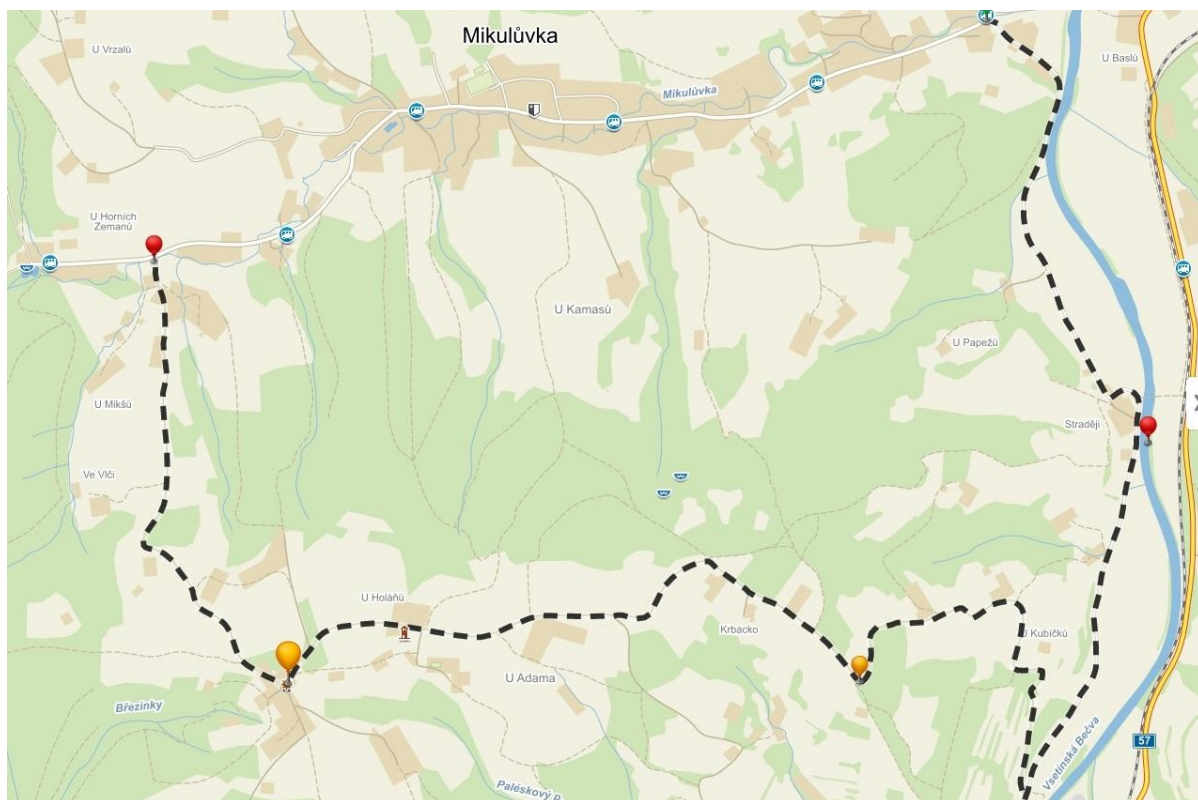 Mikulůvka
U Vrzalů
U Baslů
Mikulůvka
U Horních
Zemanů
U Kamasů
U Papežů
U Mikšů
Straději
Ve Vlčí
U Holáňů
Krbácko
U Kubíčků
U Adama
Březinky
57
Vsetínská Bečva
Paléskový p.